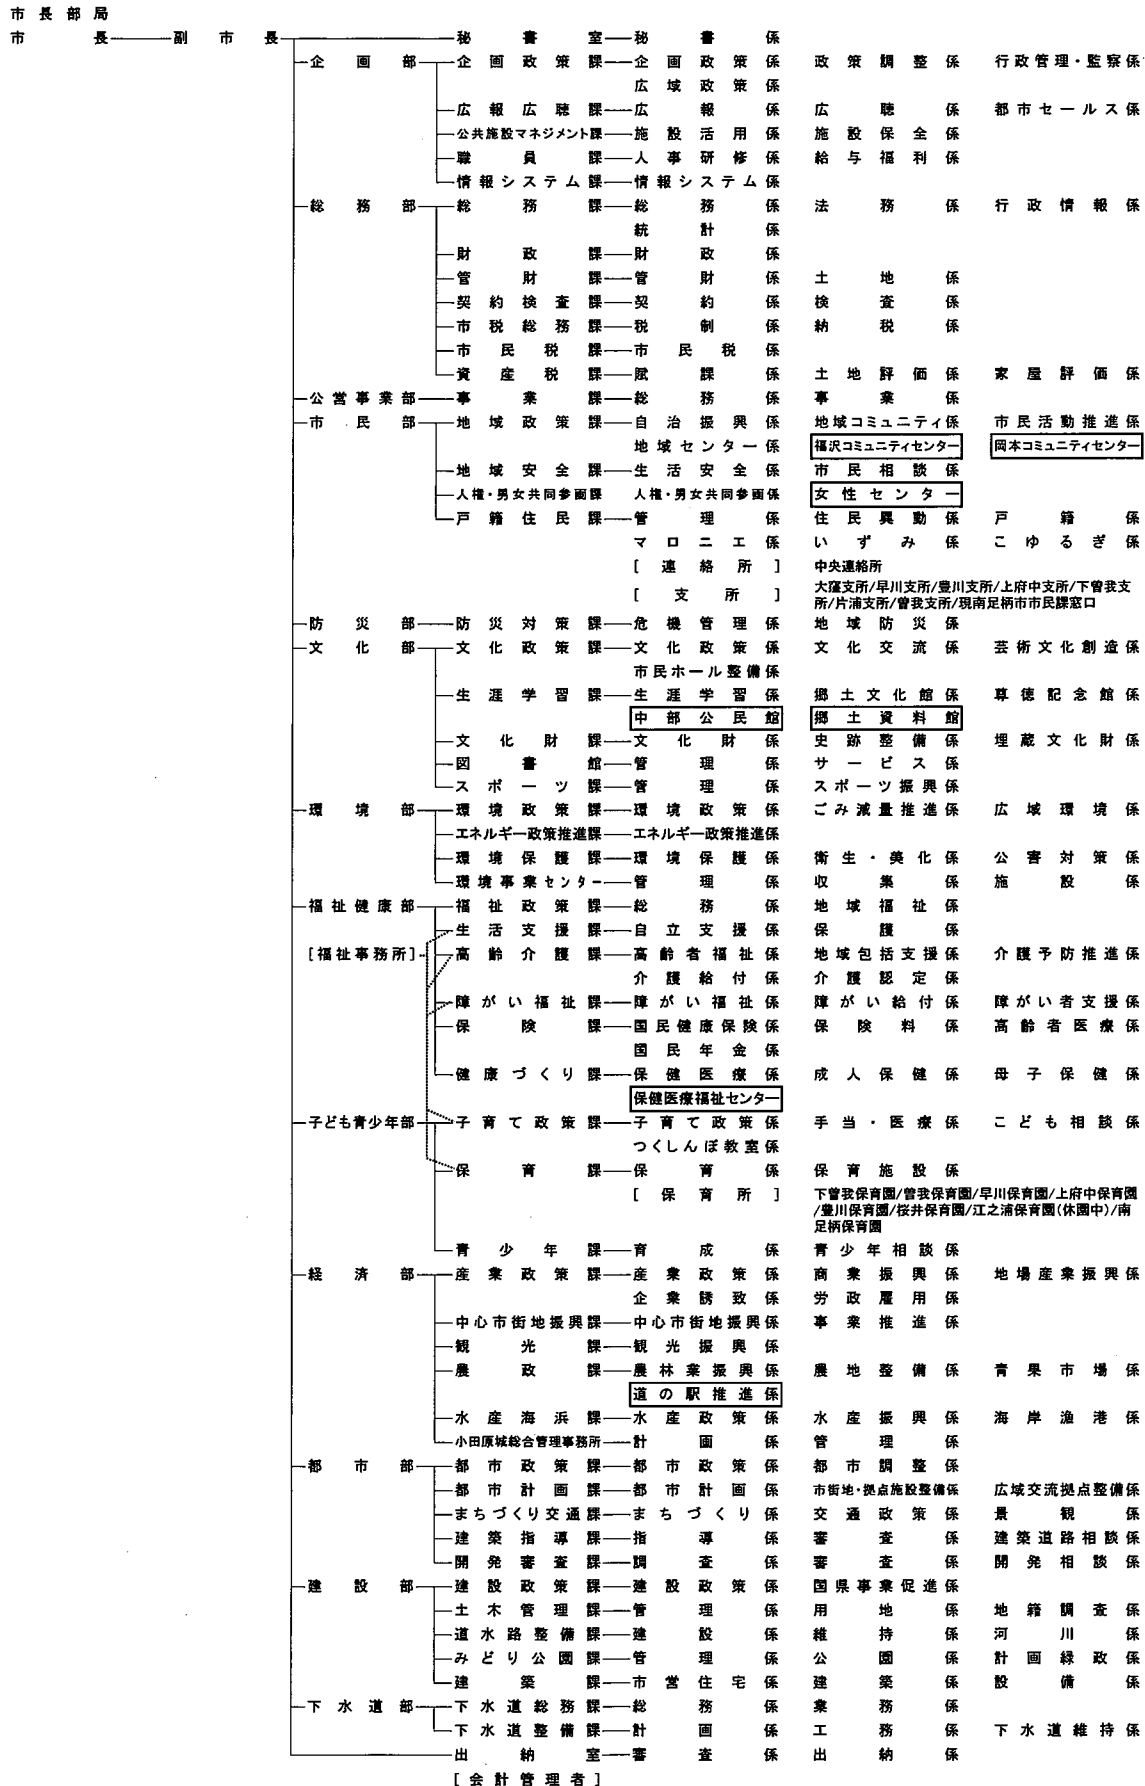 市長部局
市長 副市長 秘書室 秘書係
企画部 企画政策課 企画政策係 政策調整係 行政管理・監察係
広域政策係
広報広聴課 広報係 広聴係 都市セールス係
公共施設マネジメント課 施設活用係 施設保全係
職員課 人事研修係 給与福利係
情報システム課 情報システム係
総務部 総務課 総務係 法務係 行政情報係
統計係
財政課 財政係
管財課 管財係 土地係
契約検査課 契約係 検査係
市税総務課 税制係 納税係
市民税課 市民税係
資産税課 賦課係 土地評価係 家屋評価係
公営事業部 事業課 総務係 事業係
市民部 地域政策課 自治振興係 地域コミュニティ係 市民活動推進係
地域センター係 福沢コミュニティセンター 岡本コミュニティセンター
地域安全課 生活安全係 市民相談係
人権・男女共同参画課 人権・男女共同参画係 女性センター
戸籍住民課 管理係 住民異動係 戸籍係
マロニエ係 いずみ係 こゆるぎ係
[連絡所] 中央連絡所
[支所] 大窪支所/早川支所/豊川支所/上府中支所/下曽我支
所/片浦支所/曽我支所/現南足柄市市民課窓口
防災部 防災対策課 危機管理係 地域防災係
文化部 文化政策課 文化政策係 文化交流係 芸術文化創造係
市民ホール整備係
生涯学習課 生涯学習係 郷土文化館係 尊徳記念館係
中部公民館 郷土資料館
文化財課 文化財係 史跡整備係 埋蔵文化財係
図書館 管理係 サービス係
スポーツ課 管理係 スポーツ振興係
環境部 環境政策課 環境政策係 ごみ減量推進係 広域環境係
エネルギー政策推進課 エネルギー政策推進係
環境保護課 環境保護係 衛生・美化係 公害対策係
環境事業センター 管理係 収集係 施設係
福祉健康部 福祉政策課 総務係 地域福祉係
生活支援課 自立支援係 保護係
[福祉事務所] 高齢介護課 高齢者福祉係 地域包括支援係 介護予防推進係
介護給付係 介護認定係
障がい福祉課 障がい福祉係 障がい給付係 障がい者支援係
保険課 国民健康保険係 保険料係 高齢者医療係
国民年金係
健康づくり課 保健医療係 成人保健係 母子保健係
保健医療福祉センター
子ども青少年部 子育て政策課 子育て政策係 手当・医療係 こども相談係
つくしんぼ教室係
保育課 保育係 保育施設係
[保育所] 下曽我保育園/曽我保育園/早川保育園/上府中保育園
/豊川保育園/桜井保育園/江之浦保育園(休園中)/南
足柄保育園
青少年課 育成係 青少年相談係
経済部 産業政策課 産業政策係 商業振興係 地場産業振興係
企業誘致係 労政雇用係
中心市街地振興課 中心市街地振興係 事業推進係
観光課 観光振興係
農政課 農林業振興係 農地整備係 青果市場係
道の駅推進係
水産海浜課 水産政策係 水産振興係 海岸漁港係
小田原城総合管理事務所 計画係 管理係
都市部 都市政策課 都市政策係 都市調整係
都市計画課 都市計画係 市街地・拠点施設整備係 広域交流拠点整備係
まちづくり交通課 まちづくり係 交通政策係 景観係
建築指導課 指導係 審査係 建築道路相談係
開発審査課 調査係 審査係 開発相談係
建設部 建設政策課 建設政策係 国県事業促進係
土木管理課 管理係 用地係 地籍調査係
道水路整備課 建設係 維持係 河川係
みどり公園課 管理係 公園係 計画緑政係
建築課 市営住宅係 建築係 設備係
下水道部 下水道総務課 総務係 業務係
下水道整備課 計画係 工務係 下水道維持係
出納室 審査係 出納係
[会計管理者]